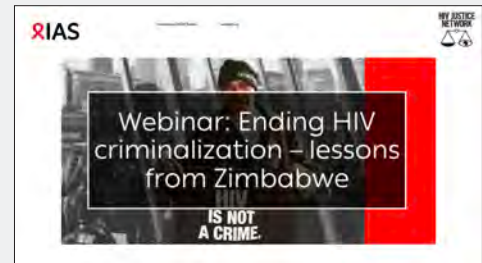 IAS
HIV JUSTICE
NETWORK
Webinar: Ending HIV
criminalization – lessons
from Zimbabwe
HIV
IS NOT
A CRIME.